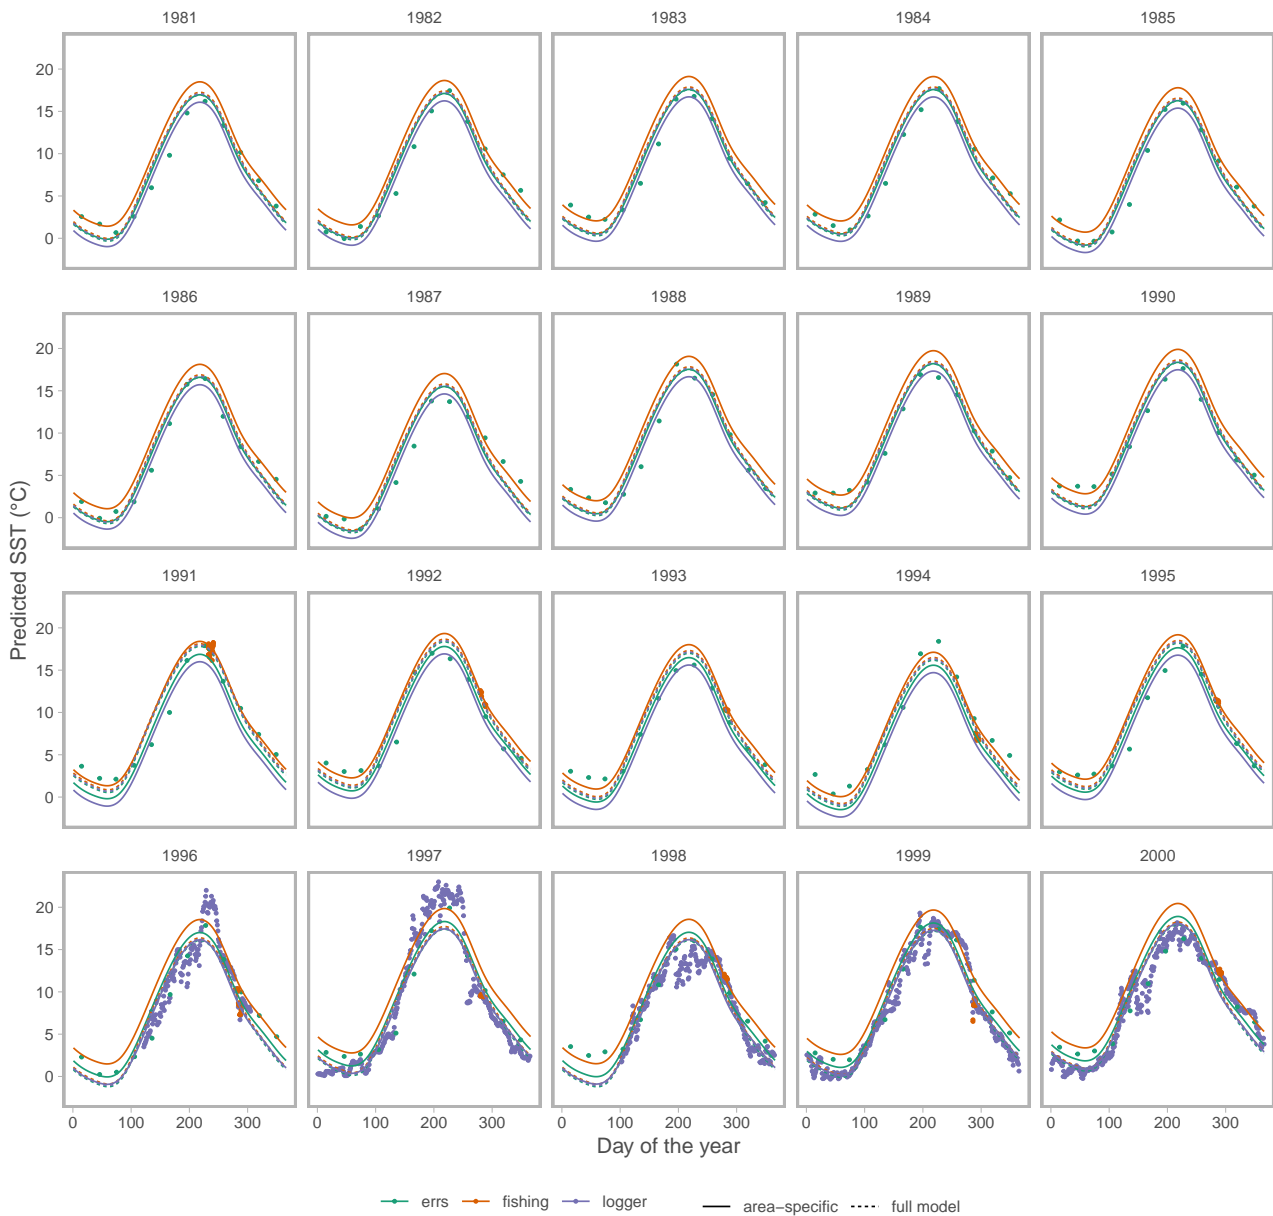 1981 1982 1983 1984 1985
20
15
10
5
0
1986 1987 1988 1989 1990
20
15
10
5
0
Predicted SST (°C)
1991 1992 1993 1994 1995
20
15
10
5
0
1996 1997 1998 1999 2000
20
15
10
5
0
0 100 200 300 0 100 200 300 0 100 200 300 0 100 200 300 0 100 200 300
Day of the year
errs fishing logger area−specific full model